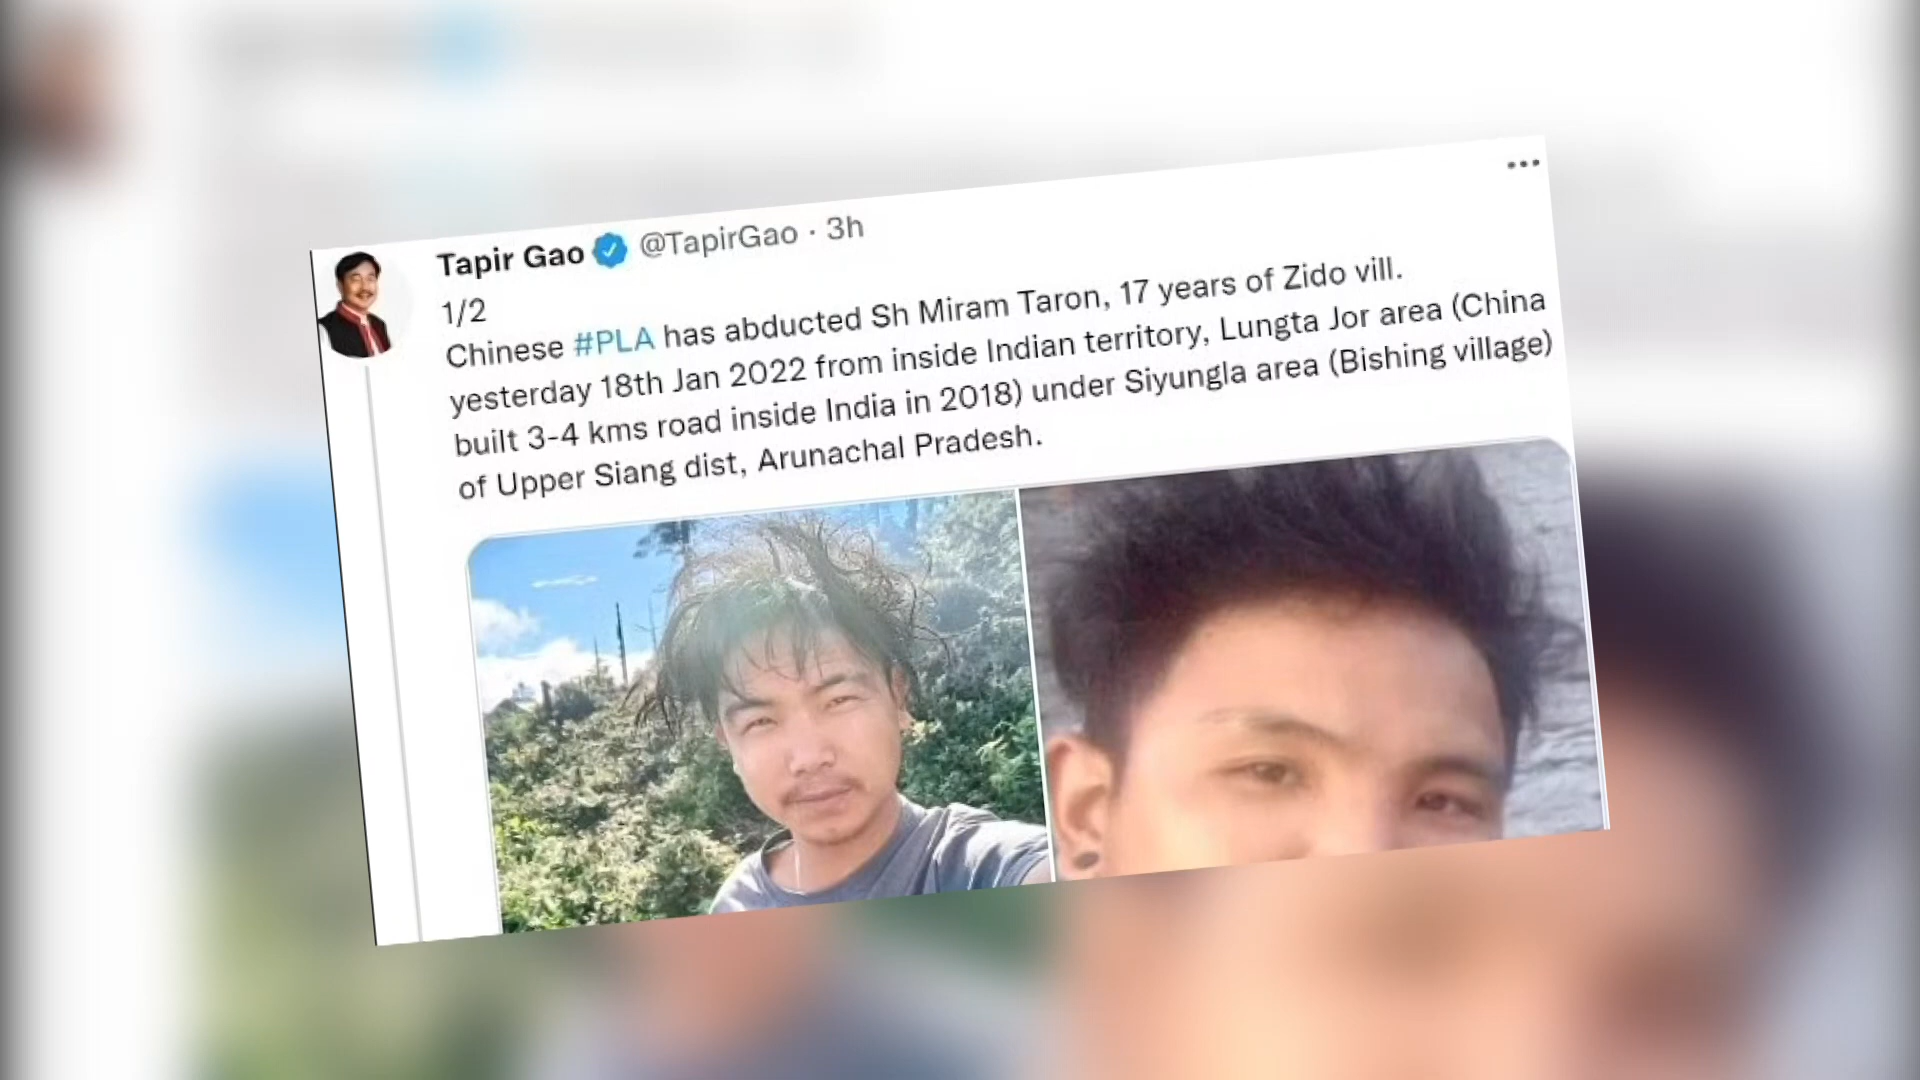 Tapir Gao @TapirGao · 3h
1/2
Chinese #PLA has abducted Sh Miram Taron, 17 years of Zido vill.
yesterday 18th Jan 2022 from inside Indian territory, Lungta Jor area (China
built 3-4 kms road inside India in 2018) under Siyungla area (Bishing village)
of Upper Siang dist, Arunachal Pradesh.